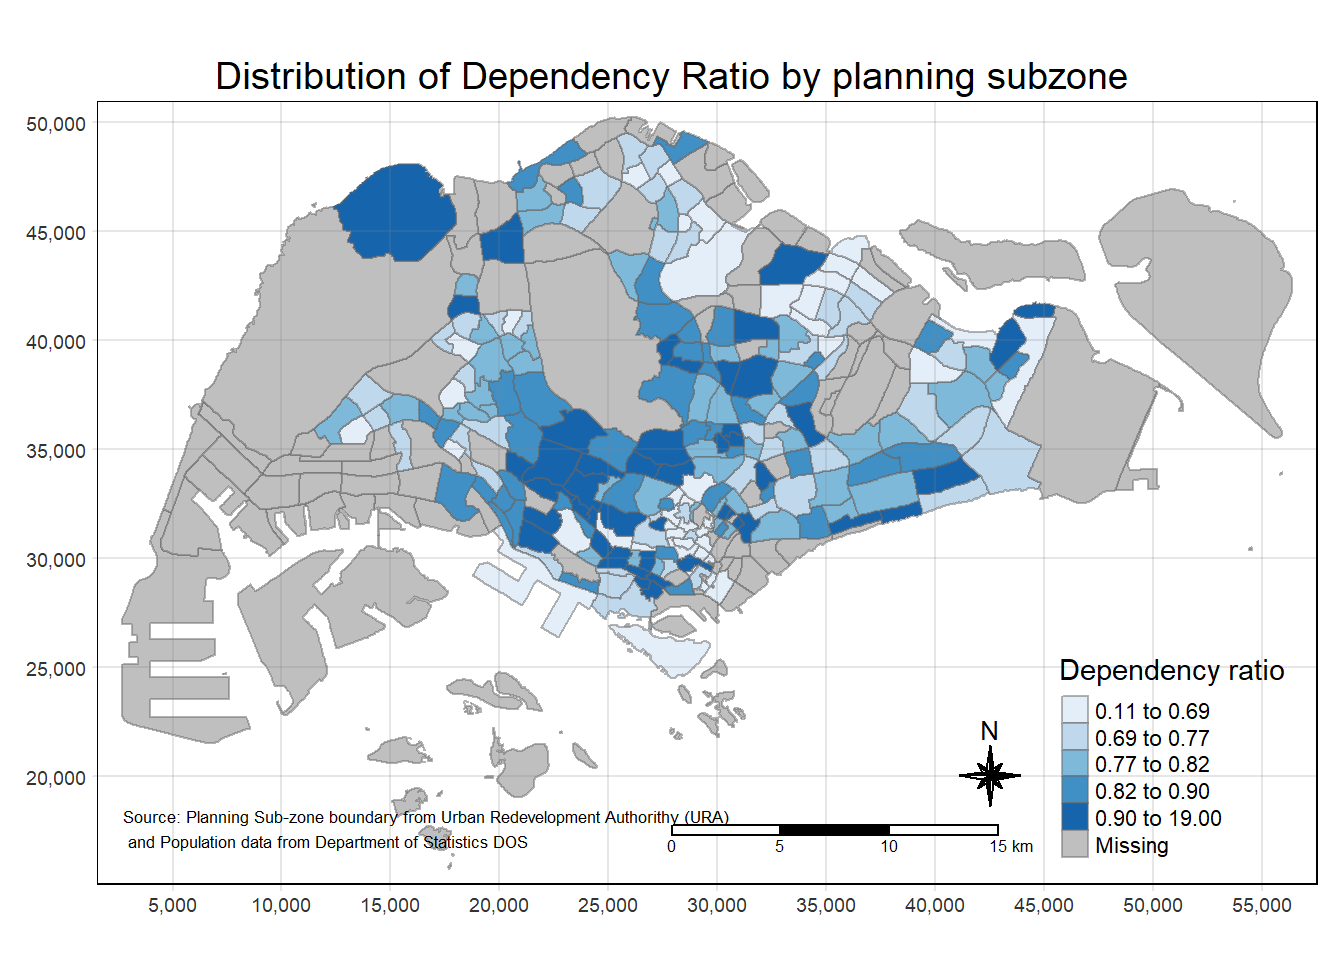 Distribution of Dependency Ratio by planning subzone
50,000
45,000
40,000
35,000
30,000
25,000
20,000
Dependency ratio
0.11 to 0.69
0.69 to 0.77
0.77 to 0.82
0.82 to 0.90
0.90 to 19.00
Missing
N
Source: Planning Sub-zone boundary from Urban Redevelopment Authorithy (URA)
and Population data from Department of Statistics DOS
0 5 10 15 km
5,000 10,000 15,000 20,000 25,000 30,000 35,000 40,000 45,000 50,000 55,000